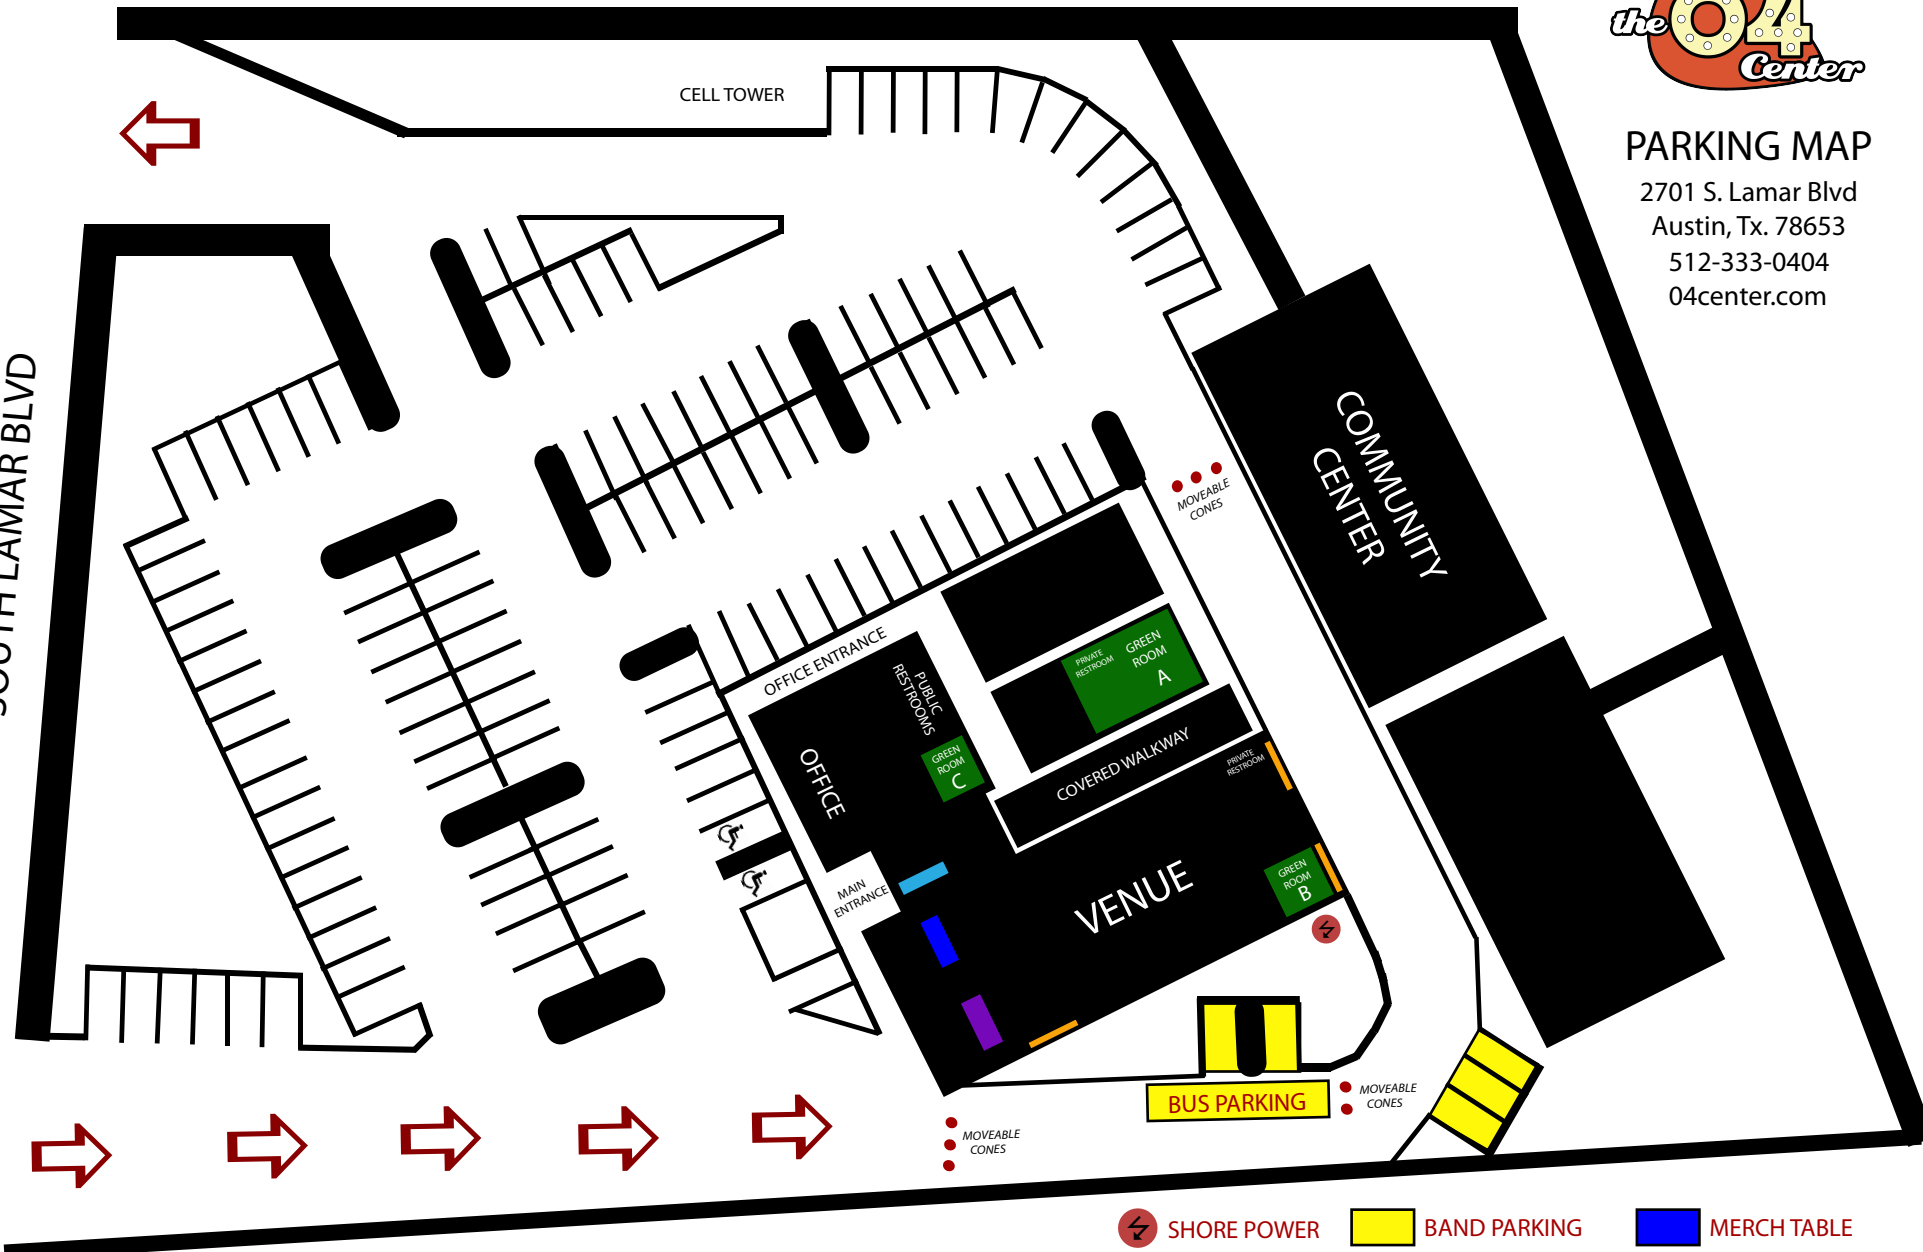 the 04
Center
PARKING MAP
2701 S. Lamar Blvd
Austin, Tx. 78653
512-333-0404
04center.com
CELL TOWER
SOUTH LAMAR BLVD
COMMUNITY
CENTER
MOVEABLE
CONES
OFFICE ENTRANCE
PUBLIC
RESTROOMS
PRIVATE
RESTROOM
GREEN
ROOM
A
OFFICE
GREEN
ROOM
C
COVERED WALKWAY
PRIVATE
RESTROOM
MAIN
ENTRANCE
VENUE
GREEN
ROOM
B
BUS PARKING
MOVEABLE
CONES
MOVEABLE
CONES
SHORE POWER
BAND PARKING
MERCH TABLE